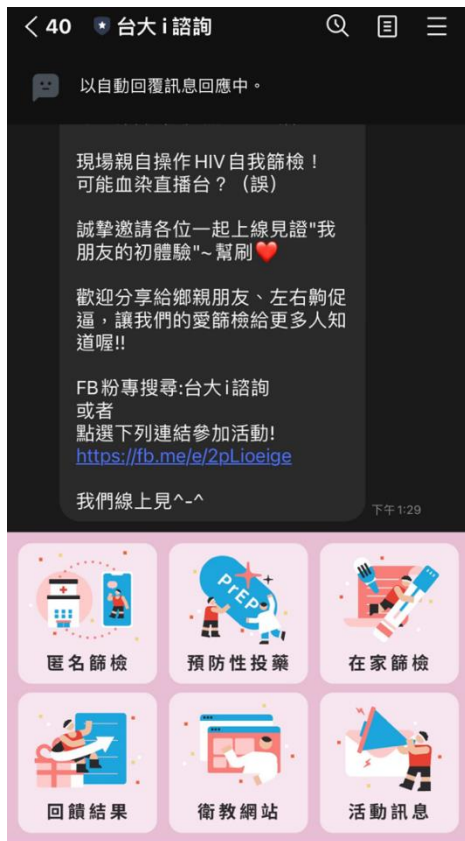 40 台大 i 諮詢
以自動回覆訊息回應中。
現場親自操作HIV自我篩檢！
可能血染直播台？（誤）
誠摯邀請各位一起上線見證"我
朋友的初體驗"~幫刷❤️
歡迎分享給鄉親朋友、左右齁促
逼，讓我們的愛篩檢給更多人知
道喔!!
FB粉專搜尋:台大i諮詢
或者
點選下列連結參加活動!
https://fb.me/e/2pLioeige
我們線上見^-^
下午1:29
匿名篩檢
PrEP
預防性投藥
在家篩檢
回饋結果
衛教網站
活動訊息